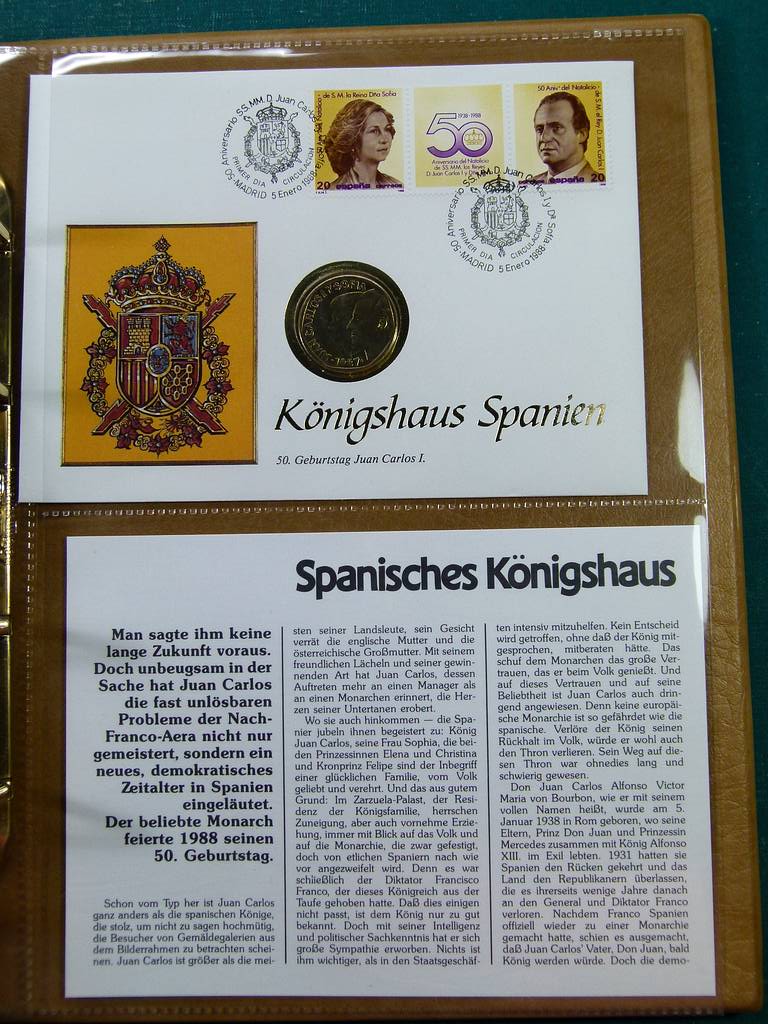 50 Aniversario SS. MM. D. Juan Carlos I y Dª Sofia
PRIMER DIA CIRCULACION
MADRID 5 Enero 1988
de S. M. la Reina Dña Sofia
20 españa correos
1938-1988
50
Aniversario del Natalicio
de SS. MM. los Reyes
D. Juan Carlos I y Dña Sofia
50 Anivº del Natalicio
de S. M. el Rey D. Juan Carlos I
españa 20
50 Aniversario SS. MM. D. Juan Carlos I y Dª Sofia
PRIMER DIA CIRCULACION
MADRID 5 Enero 1988
JUAN CARLOS I Y SOFIA
Königshaus Spanien
50. Geburtstag Juan Carlos I.
Spanisches Königshaus
Man sagte ihm keine
lange Zukunft voraus.
Doch unbeugsam in der
Sache hat Juan Carlos
die fast unlösbaren
Probleme der Nach-
Franco-Aera nicht nur
gemeistert, sondern ein
neues, demokratisches
Zeitalter in Spanien
eingeläutet.
Der beliebte Monarch
feierte 1988 seinen
50. Geburtstag.
Schon vom Typ her ist Juan Carlos
ganz anders als die spanischen Könige,
die stolz, um nicht zu sagen hochmütig,
die Besucher von Gemäldegalerien aus
dem Bilderrahmen zu betrachten schei-
nen. Juan Carlos ist größer als die mei-
sten seiner Landsleute, sein Gesicht
verrät die englische Mutter und die
österreichische Großmutter. Mit seinem
freundlichen Lächeln und seiner gewin-
nenden Art hat Juan Carlos, dessen
Auftreten mehr an einen Manager als
an einen Monarchen erinnert, die Her-
zen seiner Untertanen erobert.
Wo sie auch hinkommen — die Spa-
nier jubeln ihnen begeistert zu: König
Juan Carlos, seine Frau Sophia, die bei-
den Prinzessinnen Elena und Christina
und Kronprinz Felipe sind der Inbegriff
einer glücklichen Familie, vom Volk
geliebt und verehrt. Und das aus gutem
Grund: Im Zarzuela-Palast, der Resi-
denz der Königsfamilie, herrschen
Zuneigung, aber auch vornehme Erzie-
hung, immer mit Blick auf das Volk und
auf die Monarchie, die zwar gefestigt,
doch von etlichen Spaniern nach wie
vor angezweifelt wird. Denn es war
schließlich der Diktator Francisco
Franco, der dieses Königreich aus der
Taufe gehoben hatte. Daß dies einigen
nicht passt, ist dem König nur zu gut
bekannt. Doch mit seiner Intelligenz
und politischer Sachkenntnis hat er sich
große Sympathie erworben. Nichts ist
ihm wichtiger, als in den Staatsgeschäf-
ten intensiv mitzuhelfen. Kein Entscheid
wird getroffen, ohne daß der König mit-
gesprochen, mitberaten hätte. Das
schuf dem Monarchen das große Ver-
trauen, das er beim Volk genießt. Und
auf dieses Vertrauen und auf seine
Beliebtheit ist Juan Carlos auch drin-
gend angewiesen. Denn keine europäi-
sche Monarchie ist so gefährdet wie die
spanische. Verlöre der König seinen
Rückhalt im Volk, würde er wohl auch
den Thron verlieren. Sein Weg auf die-
sen Thron war ohnedies lang und
schwierig gewesen.
Don Juan Carlos Alfonso Victor
Maria von Bourbon, wie er mit seinem
vollen Namen heißt, wurde am 5.
Januar 1938 in Rom geboren, wo seine
Eltern, Prinz Don Juan und Prinzessin
Mercedes zusammen mit König Alfonso
XIII. im Exil lebten. 1931 hatten sie
Spanien den Rücken gekehrt und das
Land den Republikanern überlassen,
die es ihrerseits wenige Jahre danach
an den General und Diktator Franco
verloren. Nachdem Franco Spanien
offiziell wieder zu einer Monarchie
gemacht hatte, schien es ausgemacht,
daß Juan Carlos' Vater, Don Juan, bald
König werden würde. Doch die demo-